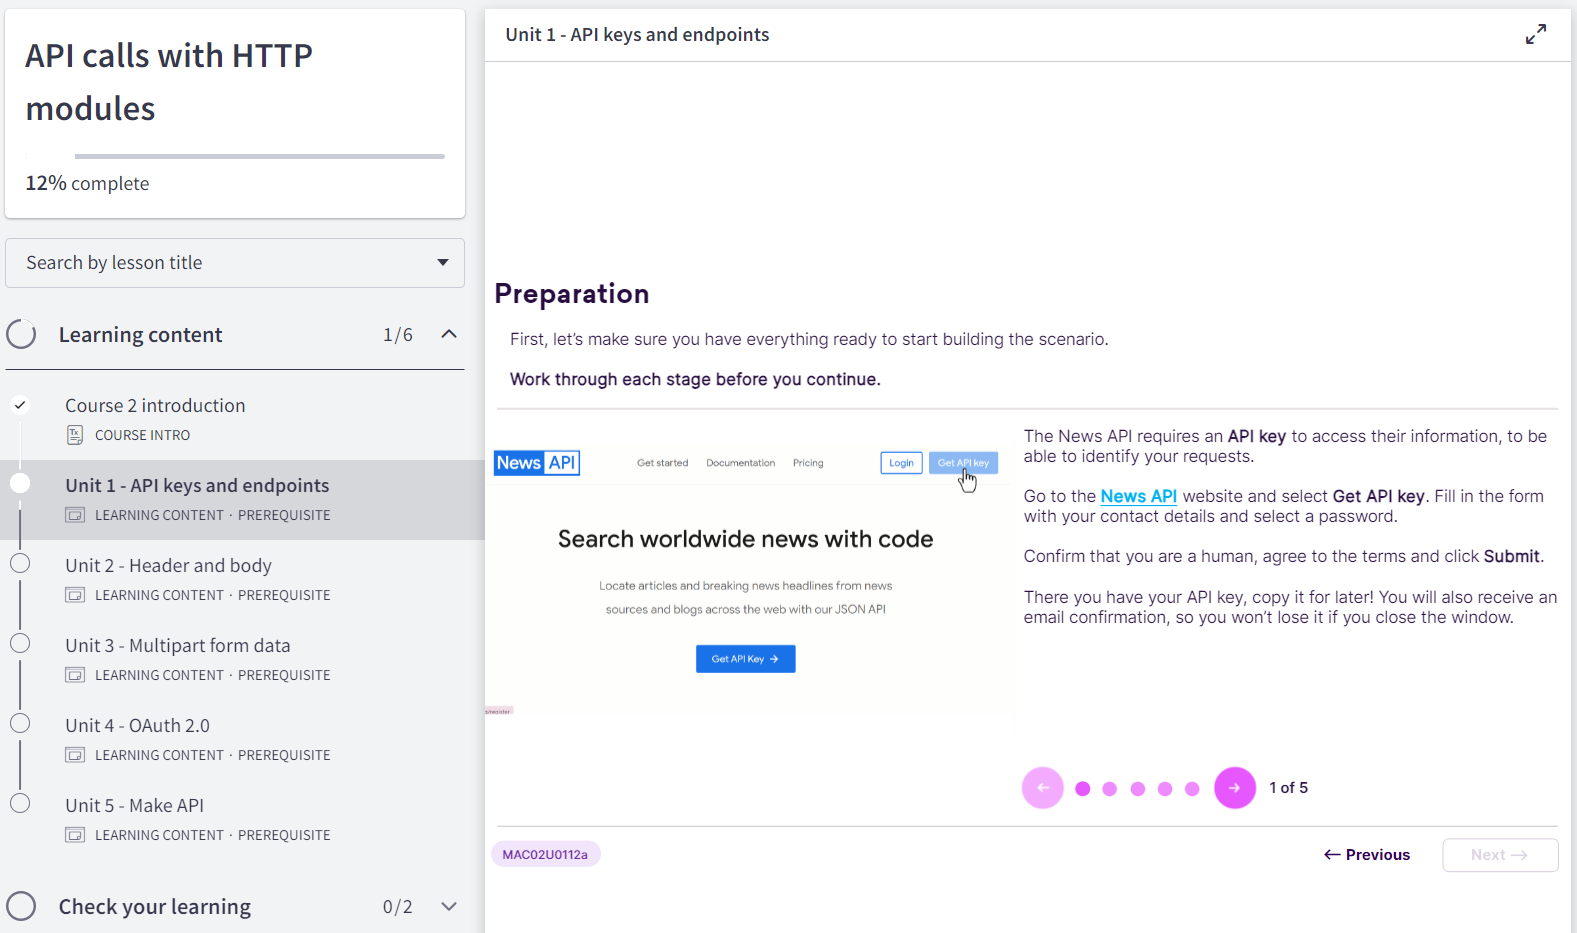 API calls with HTTP
modules
12% complete
Search by lesson title
Learning content 1/6
Course 2 introduction
COURSE INTRO
Unit 1 - API keys and endpoints
LEARNING CONTENT · PREREQUISITE
Unit 2 - Header and body
LEARNING CONTENT · PREREQUISITE
Unit 3 - Multipart form data
LEARNING CONTENT · PREREQUISITE
Unit 4 - OAuth 2.0
LEARNING CONTENT · PREREQUISITE
Unit 5 - Make API
LEARNING CONTENT · PREREQUISITE
Check your learning 0/2
Unit 1 - API keys and endpoints
Preparation
First, let's make sure you have everything ready to start building the scenario.
Work through each stage before you continue.
News API Get started Documentation Pricing Login Get API key
Search worldwide news with code
Locate articles and breaking news headlines from news
sources and blogs across the web with our JSON API
Get API Key →
The News API requires an API key to access their information, to be
able to identify your requests.
Go to the News API website and select Get API key. Fill in the form
with your contact details and select a password.
Confirm that you are a human, agree to the terms and click Submit.
There you have your API key, copy it for later! You will also receive an
email confirmation, so you won't lose it if you close the window.
← → 1 of 5
MAC02U0112a
← Previous Next →